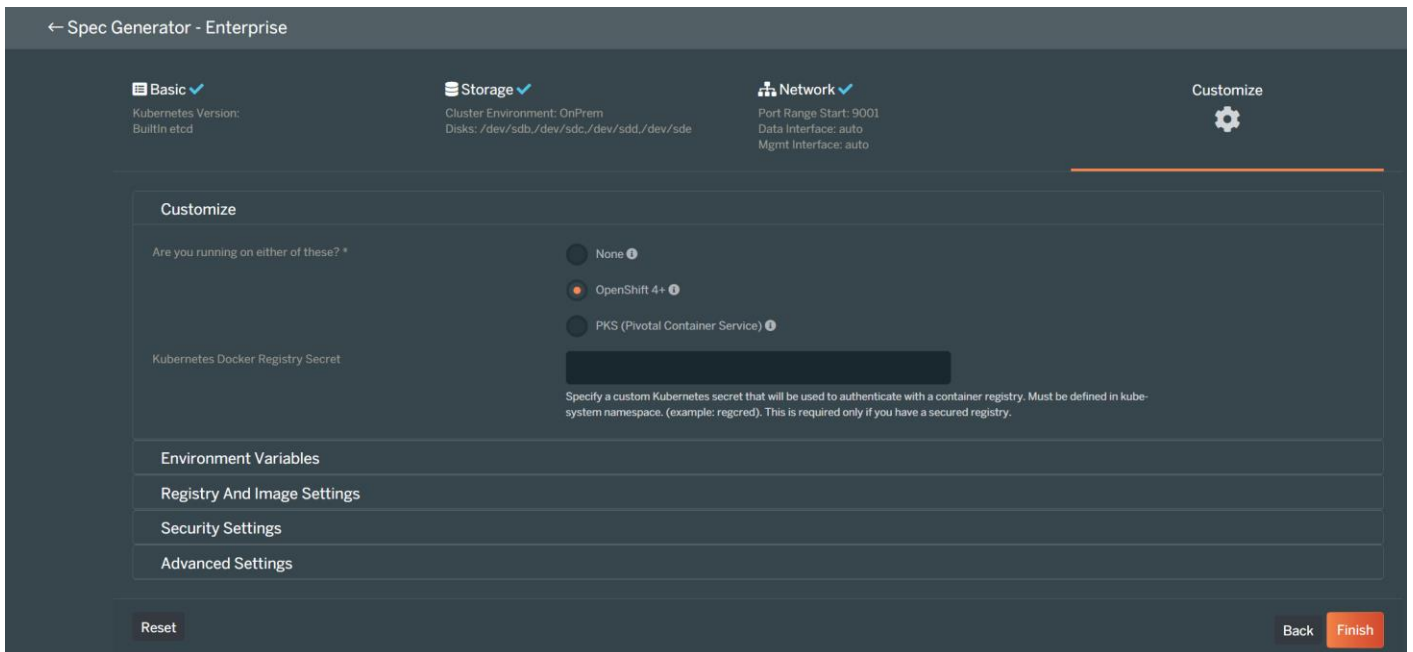 ← Spec Generator - Enterprise
Basic
Kubernetes Version:
BuiltIn etcd
Storage
Cluster Environment: OnPrem
Disks: /dev/sdb,/dev/sdc,/dev/sdd,/dev/sde
Network
Port Range Start: 9001
Data Interface: auto
Mgmt Interface: auto
Customize
Customize
Are you running on either of these? *
None
OpenShift 4+
PKS (Pivotal Container Service)
Kubernetes Docker Registry Secret
Specify a custom Kubernetes secret that will be used to authenticate with a container registry. Must be defined in kube-
system namespace. (example: regcred). This is required only if you have a secured registry.
Environment Variables
Registry And Image Settings
Security Settings
Advanced Settings
Reset
Back
Finish